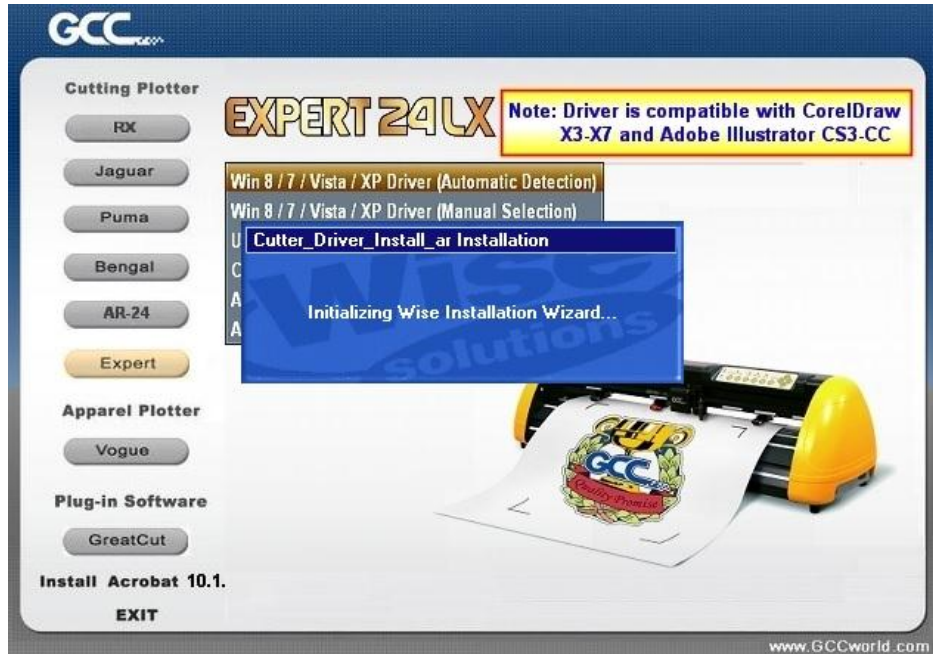 GCC
Cutting Plotter
RX
Jaguar
Puma
Bengal
AR-24
Expert
Apparel Plotter
Vogue
Plug-in Software
GreatCut
Install Acrobat 10.1.
EXIT
EXPERT 24 LX
Note: Driver is compatible with CorelDraw
X3-X7 and Adobe Illustrator CS3-CC
Win 8 / 7 / Vista / XP Driver (Automatic Detection)
Win 8 / 7 / Vista / XP Driver (Manual Selection)
U
C
A
A
Cutter_Driver_Install_ar Installation
Wise
solutions
Initializing Wise Installation Wizard...
GCC
Quality Promise
www.GCCworld.com